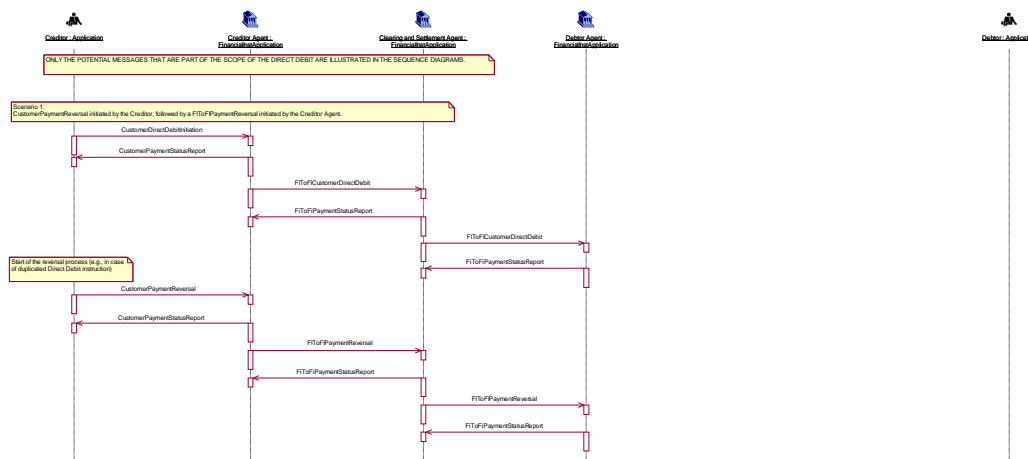 Creditor : Application
Creditor Agent :
FinancialInstApplication
Clearing and Settlement Agent :
FinancialInstApplication
Debtor Agent :
FinancialInstApplication
Debtor : Applicat
ONLY THE POTENTIAL MESSAGES THAT ARE PART OF THE SCOPE OF THE DIRECT DEBIT ARE ILLUSTRATED IN THE SEQUENCE DIAGRAMS.
Scenario 1:
CustomerPaymentReversal initiated by the Creditor, followed by a FIToFIPaymentReversal initiated by the Creditor Agent.
CustomerDirectDebitInitiation
CustomerPaymentStatusReport
FIToFICustomerDirectDebit
FiToFiPaymentStatusReport
FIToFICustomerDirectDebit
FiToFiPaymentStatusReport
Start of the reversal process (e.g., in case
of duplicated Direct Debit instruction)
CustomerPaymentReversal
CustomerPaymentStatusReport
FIToFIPaymentReversal
FiToFiPaymentStatusReport
FIToFIPaymentReversal
FiToFiPaymentStatusReport